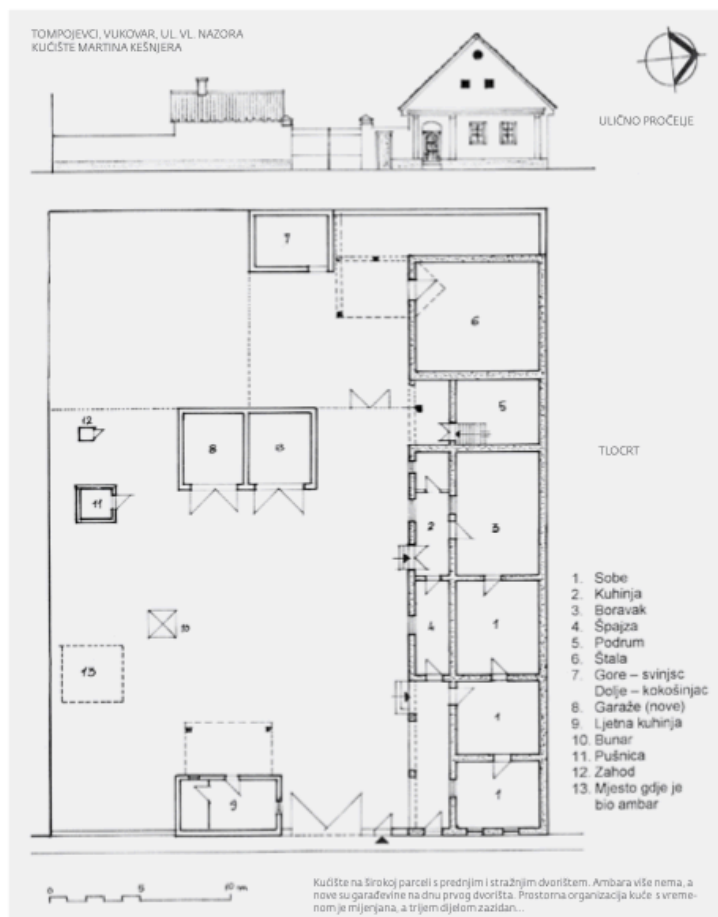 TOMPOJEVCI, VUKOVAR, UL. VL. NAZORA
KUĆIŠTE MARTINA KEŠNJERA
ULIČNO PROČELJE
7
6
5
12
8
8
11
2
3
TLOCRT
10
4
1
13
1
9
1
1. Sobe
2. Kuhinja
3. Boravak
4. Špajza
5. Podrum
6. Štala
7. Gore – svinjsc
Dolje – kokošinjac
8. Garaže (nove)
9. Ljetna kuhinja
10. Bunar
11. Pušnica
12. Zahod
13. Mjesto gdje je
bio ambar
0 5 10 m
Kućište na širokoj parceli s prednjim i stražnjim dvorištem. Ambara više nema, a
nove su garađevine na dnu prvog dvorišta. Prostorna organizacija kuće s vreme-
nom je mijenjana, a trijem dijelom zazidan...